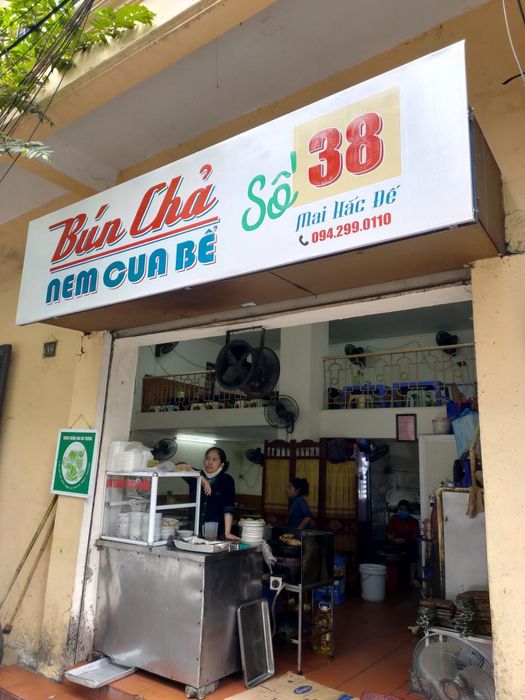 Bún Chả
NEM CUA BỂ
Số 38
Mai Hắc Đế
094.299.0110